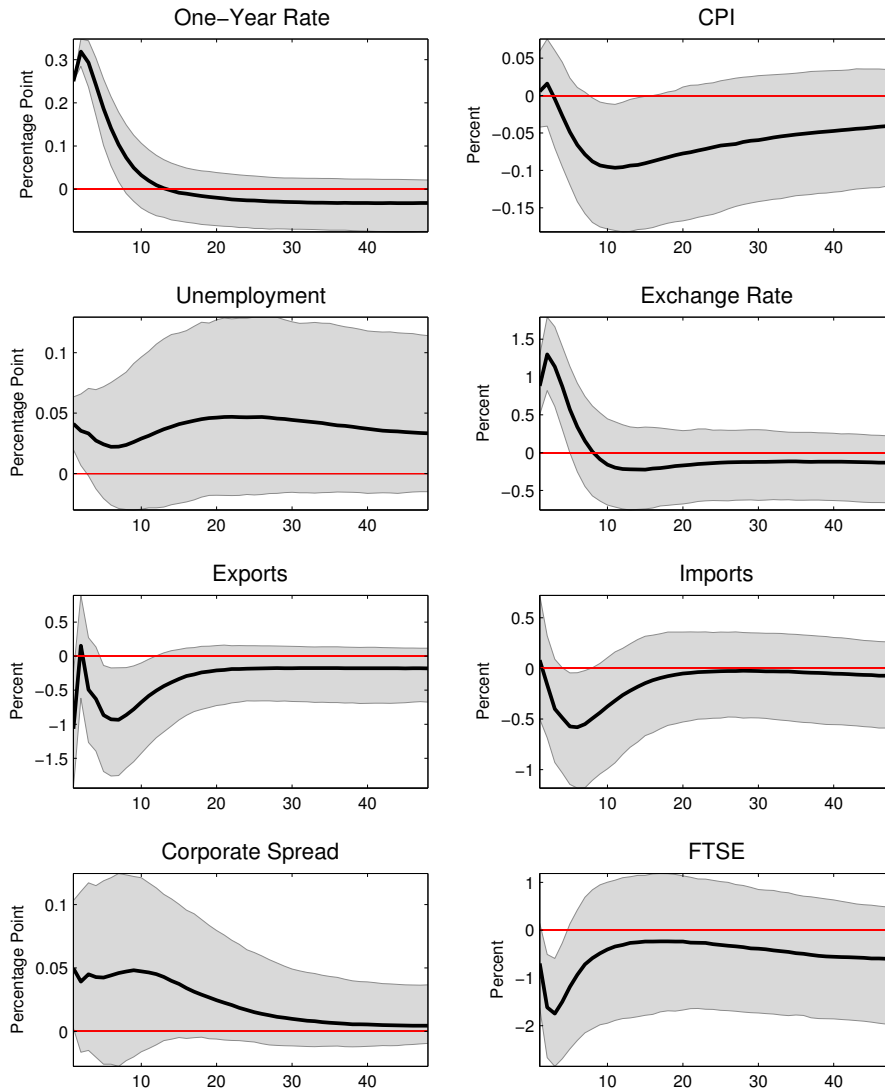 One−Year Rate
Percentage Point
0.3
0.2
0.1
0
10 20 30 40
CPI
Percent
0.05
0
−0.05
−0.1
−0.15
10 20 30 40
Unemployment
Percentage Point
0.1
0.05
0
10 20 30 40
Exchange Rate
Percent
1.5
1
0.5
0
−0.5
10 20 30 40
Exports
Percent
0.5
0
−0.5
−1
−1.5
10 20 30 40
Imports
Percent
0.5
0
−0.5
−1
10 20 30 40
Corporate Spread
Percentage Point
0.1
0.05
0
10 20 30 40
FTSE
Percent
1
0
−1
−2
10 20 30 40